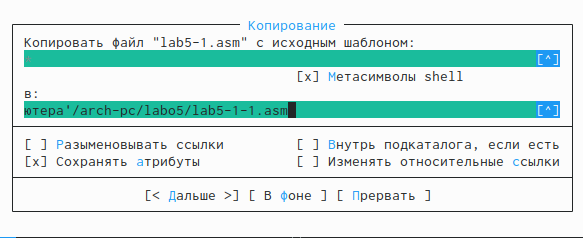 Копирование
Копировать файл "lab5-1.asm" с исходным шаблоном:
* [^]
[x] Метасимволы shell
в:
ютера'/arch-pc/labo5/lab5-1-1.asm [^]
[ ] Разыменовывать ссылки [ ] Внутрь подкаталога, если есть
[x] Сохранять атрибуты [ ] Изменять относительные ссылки
[< Дальше >] [ В фоне ] [ Прервать ]